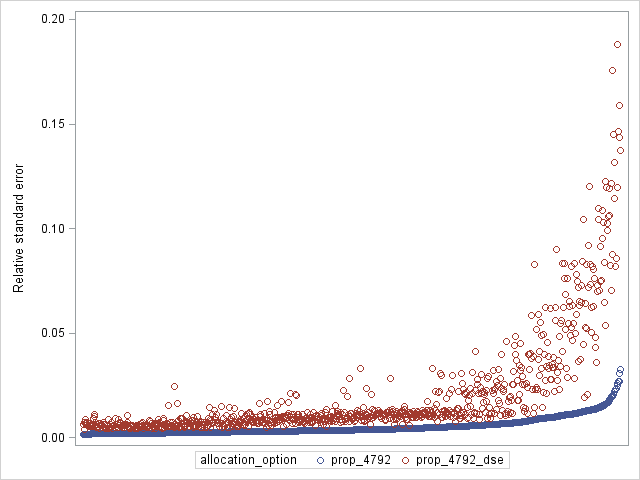 0.20
0.15
0.10
0.05
0.00
Relative standard error
allocation_option prop_4792 prop_4792_dse